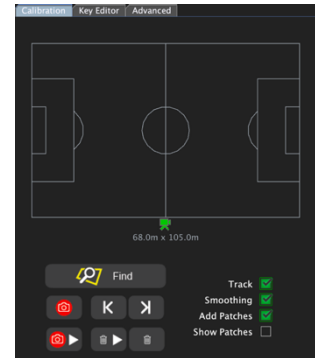 Calibration Key Editor Advanced
68.0m x 105.0m
Find
Track
Smoothing
Add Patches
Show Patches